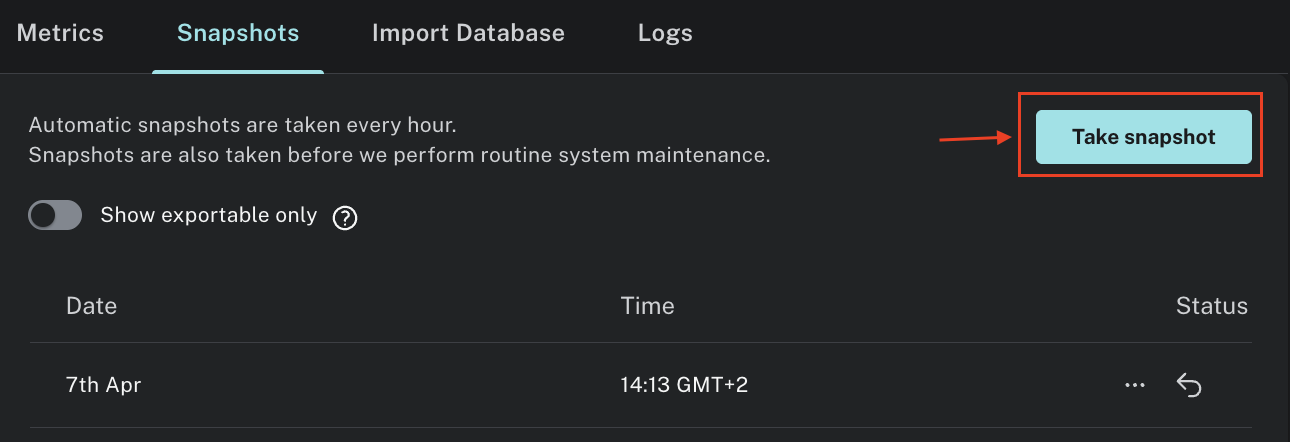 Metrics Snapshots Import Database Logs
Automatic snapshots are taken every hour.
Snapshots are also taken before we perform routine system maintenance.
Take snapshot
Show exportable only ?
Date Time Status
7th Apr 14:13 GMT+2 ...